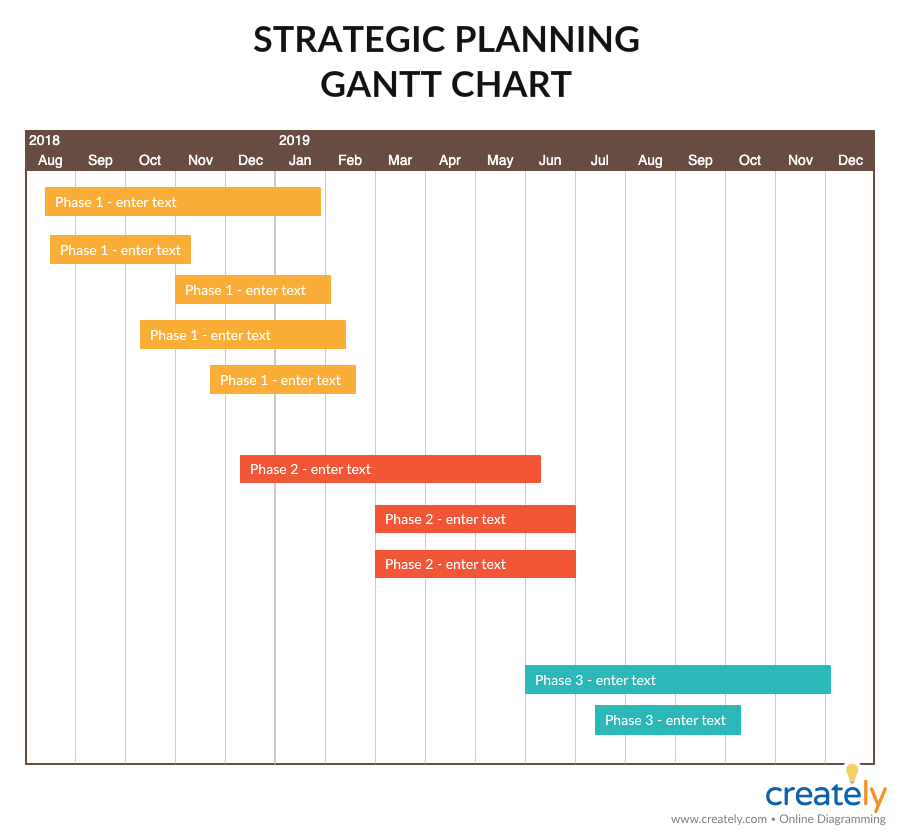 STRATEGIC PLANNING
GANTT CHART
2018 2019
Aug Sep Oct Nov Dec Jan Feb Mar Apr May Jun Jul Aug Sep Oct Nov Dec
Phase 1 - enter text
Phase 1 - enter text
Phase 1 - enter text
Phase 1 - enter text
Phase 1 - enter text
Phase 2 - enter text
Phase 2 - enter text
Phase 2 - enter text
Phase 3 - enter text
Phase 3 - enter text
creately
www.creately.com • Online Diagramming